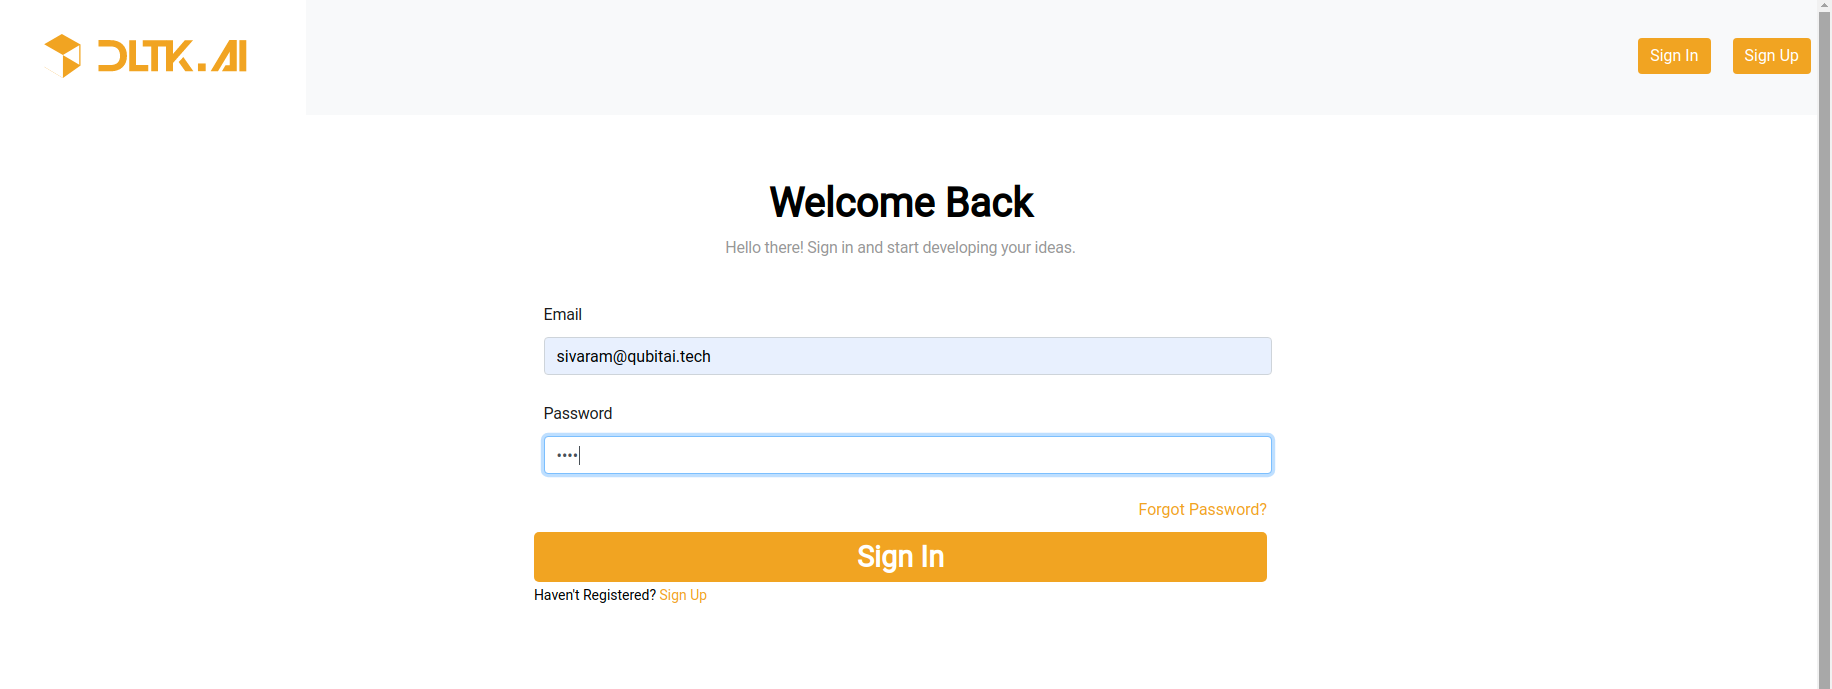 DLTK.AI
Sign In Sign Up
Welcome Back
Hello there! Sign in and start developing your ideas.
Email
sivaram@qubitai.tech
Password
••••
Forgot Password?
Sign In
Haven't Registered? Sign Up